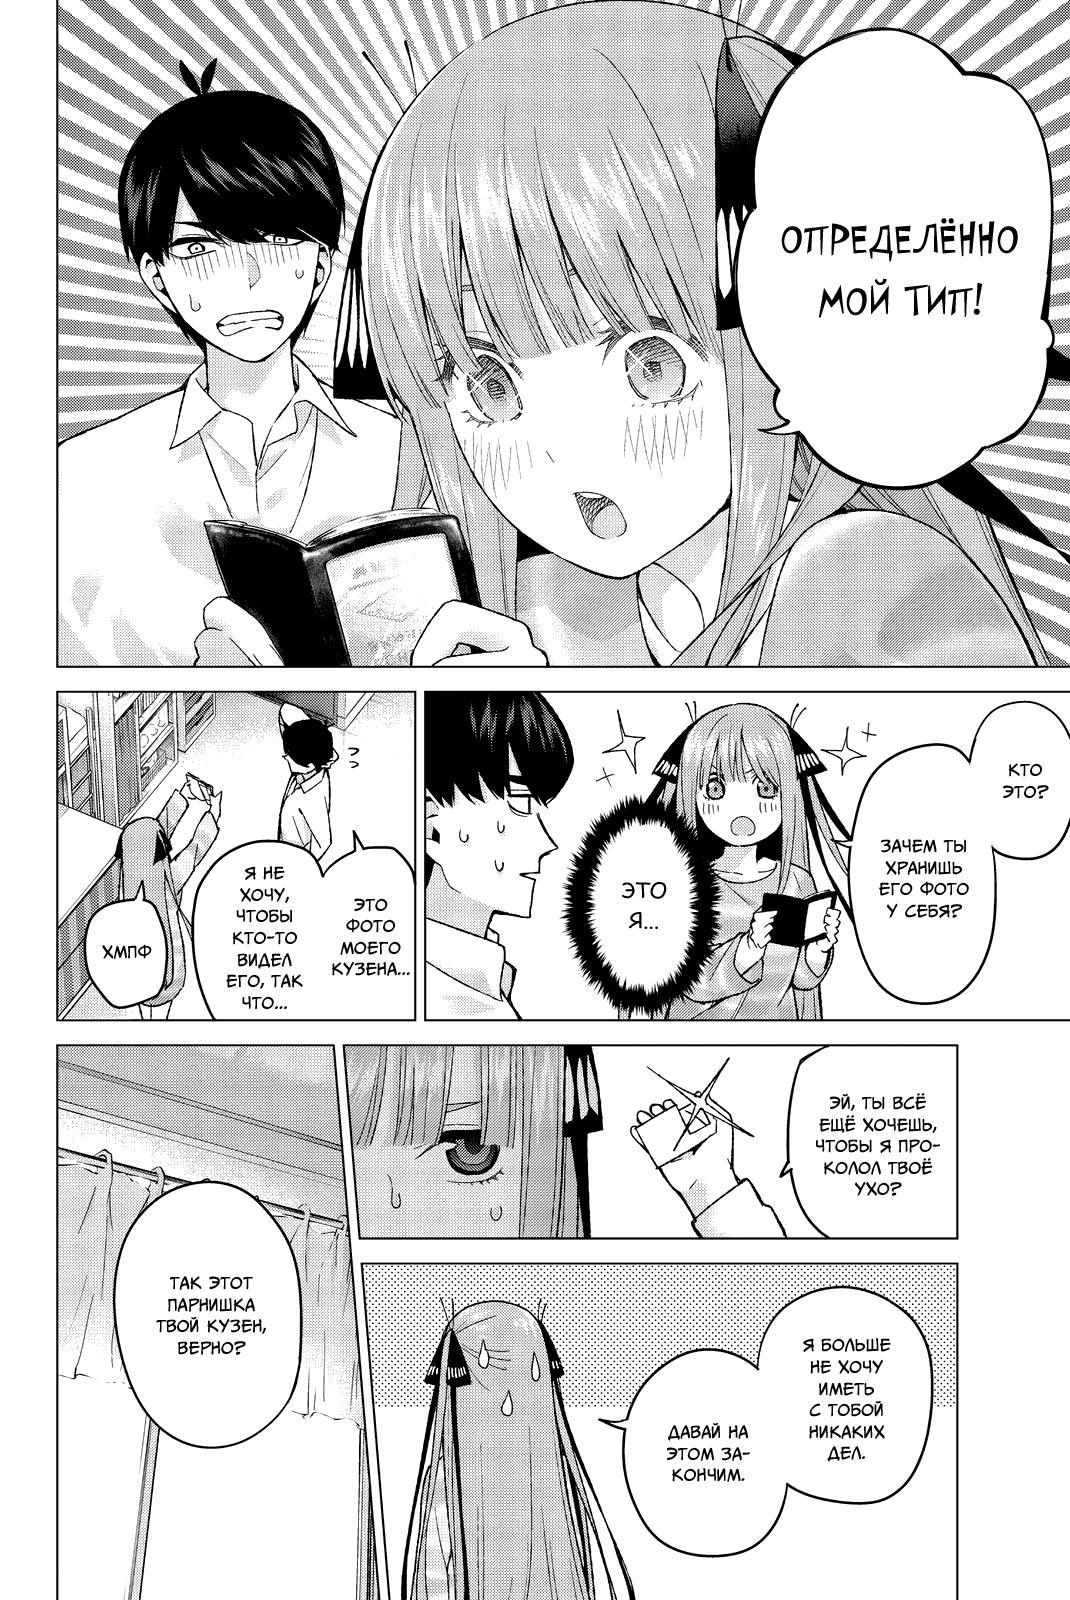 ОПРЕДЕЛЁННО
МОЙ ТИП!
КТО
ЭТО?
ЗАЧЕМ ТЫ
ХРАНИШЬ
ЕГО ФОТО
У СЕБЯ?
ЭТО
Я...
ЭТО
ФОТО
МОЕГО
КУЗЕНА...
Я НЕ
ХОЧУ,
ЧТОБЫ
КТО-ТО
ВИДЕЛ
ЕГО, ТАК
ЧТО...
ХМПФ
ЭЙ, ТЫ ВСЁ
ЕЩЁ ХОЧЕШЬ,
ЧТОБЫ Я ПРО-
КОЛОЛ ТВОЁ
УХО?
Я БОЛЬШЕ
НЕ ХОЧУ
ИМЕТЬ
С ТОБОЙ
НИКАКИХ
ДЕЛ.
ДАВАЙ НА
ЭТОМ ЗА-
КОНЧИМ.
ТАК ЭТОТ
ПАРНИШКА
ТВОЙ КУЗЕН,
ВЕРНО?